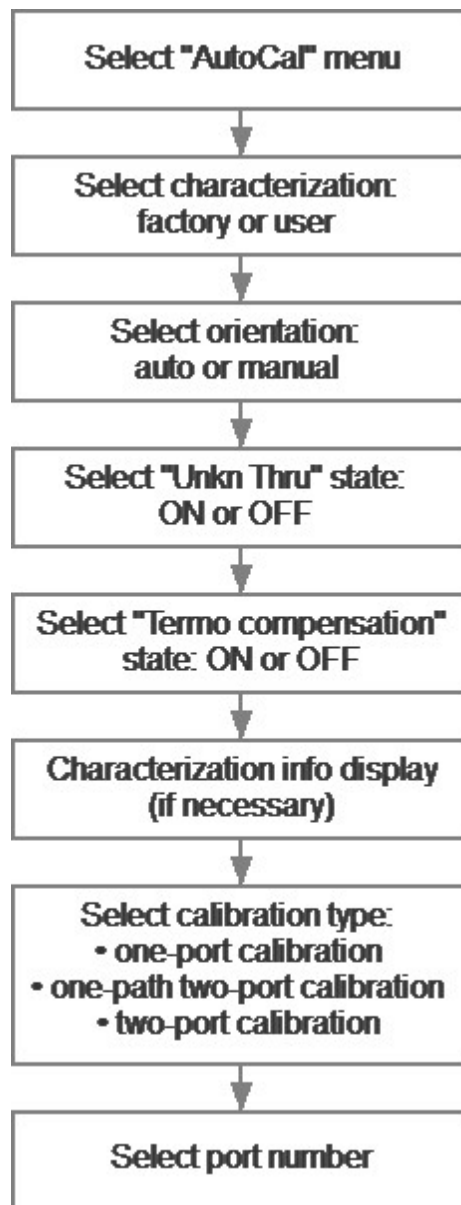 Select "AutoCal" menu
Select characterization:
factory or user
Select orientation:
auto or manual
Select "Unkn Thru" state:
ON or OFF
Select "Termo compensation"
state: ON or OFF
Characterization info display
(if necessary)
Select calibration type:
• one-port calibration
• one-path two-port calibration
• two-port calibration
Select port number